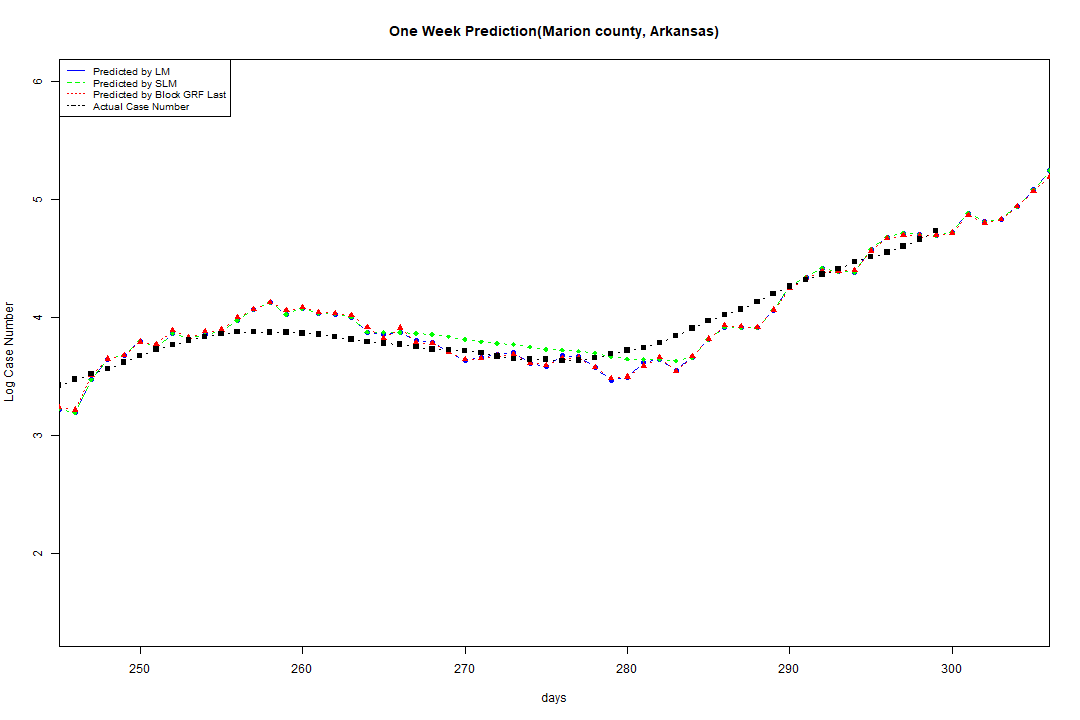 One Week Prediction(Marion county, Arkansas)
Predicted by LM
Predicted by SLM
Predicted by Block GRF Last
Actual Case Number
6
5
4
3
2
Log Case Number
250 260 270 280 290 300
days